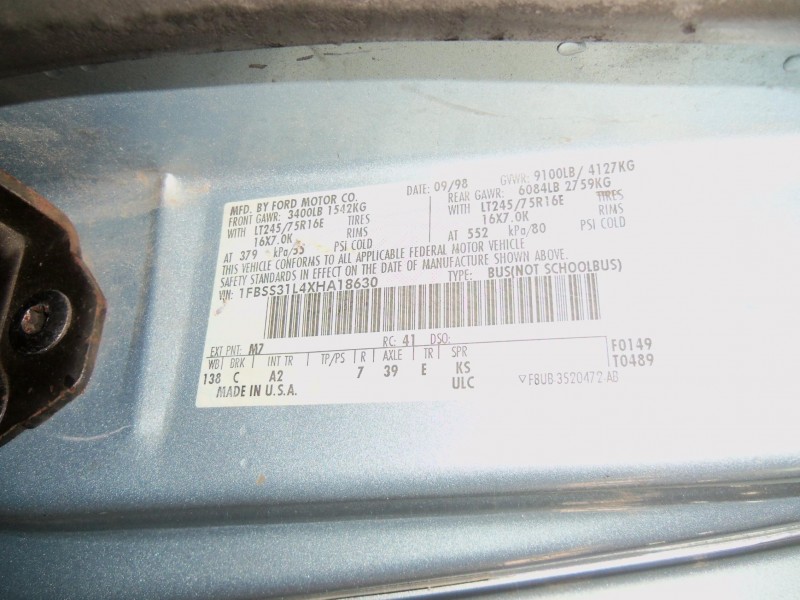 MFD. BY FORD MOTOR CO. DATE: 09/98 GVWR: 9100LB/ 4127KG
FRONT GAWR: 3400LB 1542KG REAR GAWR: 6084LB 2759KG
WITH LT245/75R16E TIRES WITH LT245/75R16E TIRES
16X7.0K RIMS 16X7.0K RIMS
AT 379 kPa/55 PSI COLD AT 552 kPa/80 PSI COLD
THIS VEHICLE CONFORMS TO ALL APPLICABLE FEDERAL MOTOR VEHICLE
SAFETY STANDARDS IN EFFECT ON THE DATE OF MANUFACTURE SHOWN ABOVE.
VIN: 1FBSS31L4XHA18630 TYPE: BUS(NOT SCHOOLBUS)
EXT PNT: M7 RC: 41 DSO: F0149
WB BRK INT TR TP/PS R AXLE TR SPR T0489
138 C A2 7 39 E KS
ULC
MADE IN U.S.A. ▽F8UB 3520472 AB